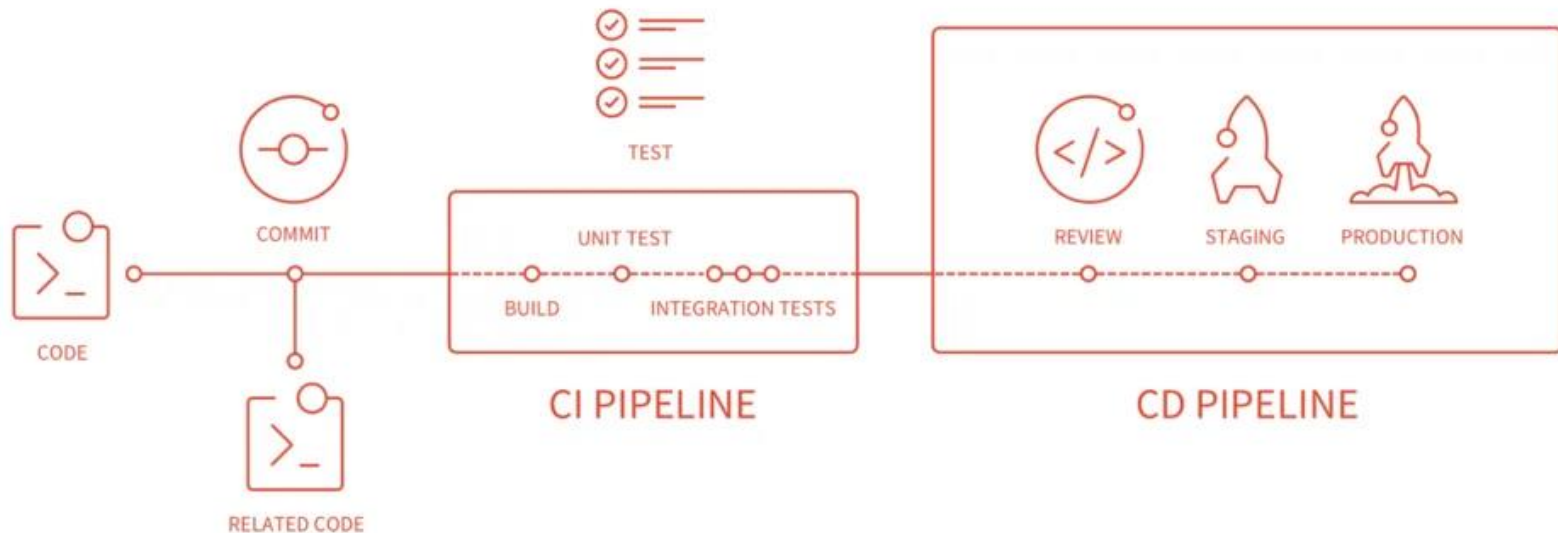 TEST
COMMIT
UNIT TEST
REVIEW
STAGING
PRODUCTION
BUILD
INTEGRATION TESTS
CODE
CI PIPELINE
CD PIPELINE
RELATED CODE